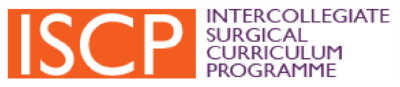 ISCP
INTERCOLLEGIATE
SURGICAL
CURRICULUM
PROGRAMME